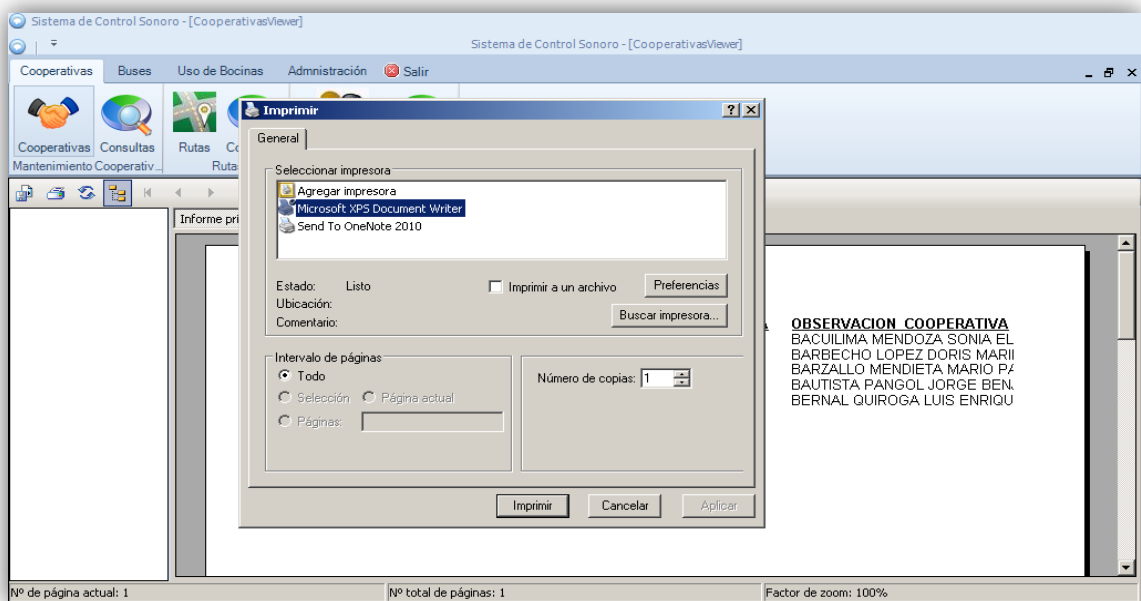 Sistema de Control Sonoro - [CooperativasViewer]
Sistema de Control Sonoro - [CooperativasViewer]
Cooperativas Buses Uso de Bocinas Admnistración Salir
Cooperativas Consultas Rutas
Mantenimiento Cooperativ...
Imprimir
General
Seleccionar impresora
Agregar impresora
Microsoft XPS Document Writer
Send To OneNote 2010
Estado: Listo
Imprimir a un archivo
Preferencias
Ubicación:
Comentario:
Buscar impresora...
Intervalo de páginas
Todo
Selección Página actual
Páginas:
Número de copias: 1
Imprimir Cancelar Aplicar
Informe pri
OBSERVACION COOPERATIVA
BACUILIMA MENDOZA SONIA EL
BARBECHO LOPEZ DORIS
BARZALLO MENDIETA MARIO
BAUTISTA PANGOL JORGE
BERNAL QUIROGA LUIS ENRIQU
Nº de página actual: 1 Nº total de páginas: 1 Factor de zoom: 100%